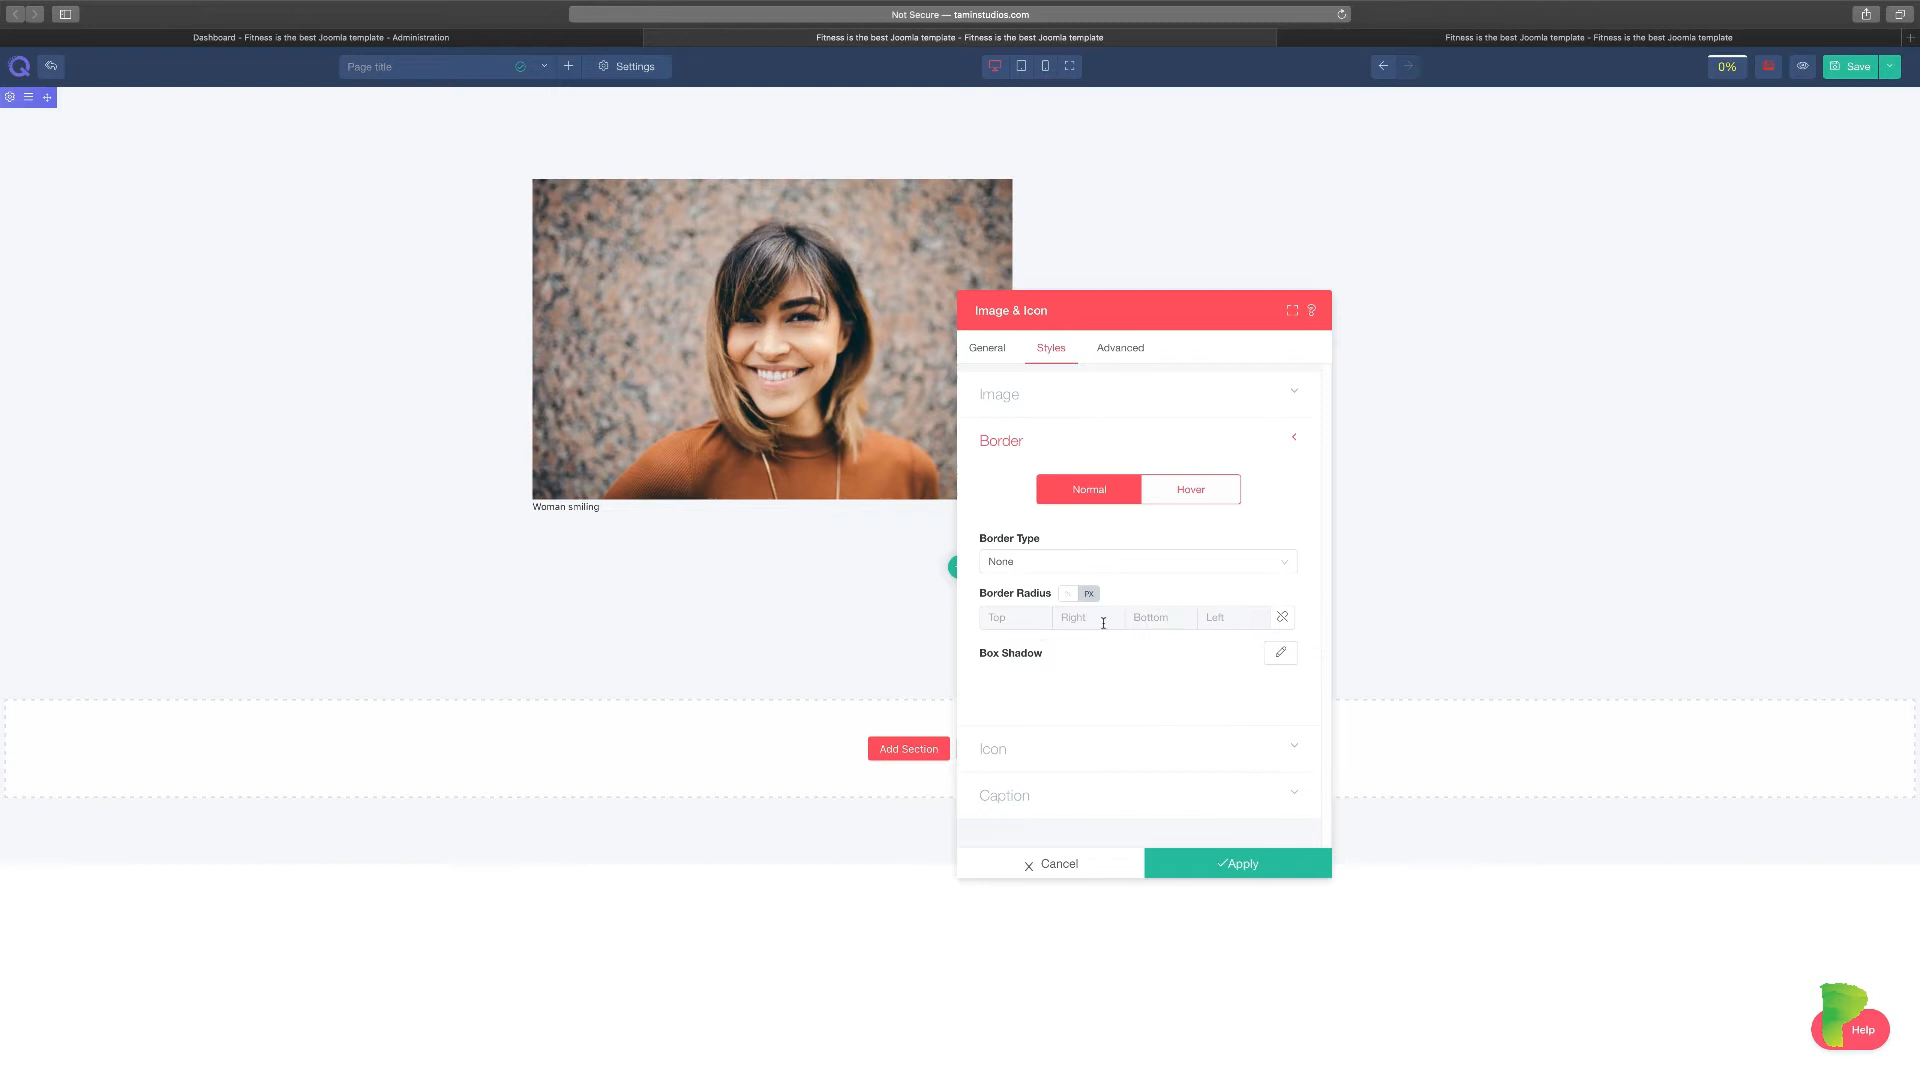 Not Secure — taminstudios.com
Dashboard - Fitness is the best Joomla template - Administration
Fitness is the best Joomla template - Fitness is the best Joomla template
Fitness is the best Joomla template - Fitness is the best Joomla template
Page title
Settings
0%
Save
Woman smiling
Image & Icon
General
Styles
Advanced
Image
Border
Normal
Hover
Border Type
None
Border Radius
%
PX
Top
Right
Bottom
Left
Box Shadow
Add Section
Icon
Caption
Cancel
Apply
Help